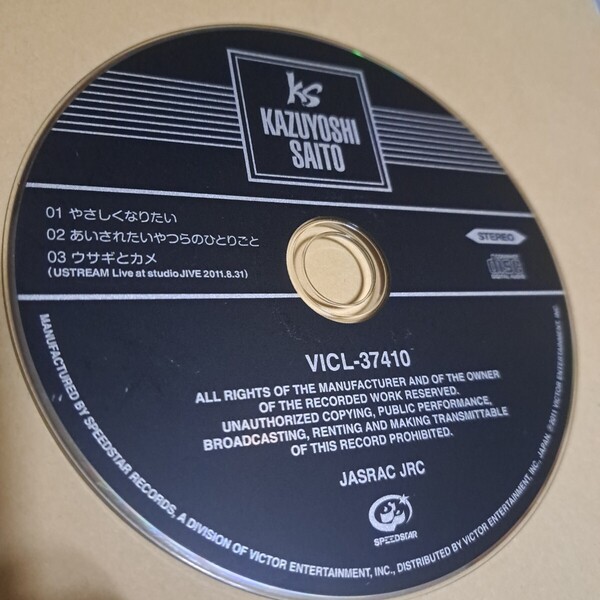 KS
KAZUYOSHI
SAITO
01 やさしくなりたい
02 あいされたいやつらのひとりごと
03 ウサギとカメ
(USTREAM Live at studio JIVE 2011.8.31)
STEREO
COMPACT
disc
DIGITAL AUDIO
VICL-37410
ALL RIGHTS OF THE MANUFACTURER AND OF THE OWNER
OF THE RECORDED WORK RESERVED.
UNAUTHORIZED COPYING, PUBLIC PERFORMANCE,
BROADCASTING, RENTING AND MAKING TRANSMITTABLE
OF THIS RECORD PROHIBITED.
JASRAC JRC
SPEEDSTAR
MANUFACTURED BY SPEEDSTAR RECORDS, A DIVISION OF VICTOR ENTERTAINMENT, INC., DISTRIBUTED BY VICTOR ENTERTAINMENT, INC., JAPAN. ℗2011 VICTOR ENTERTAINMENT, INC.